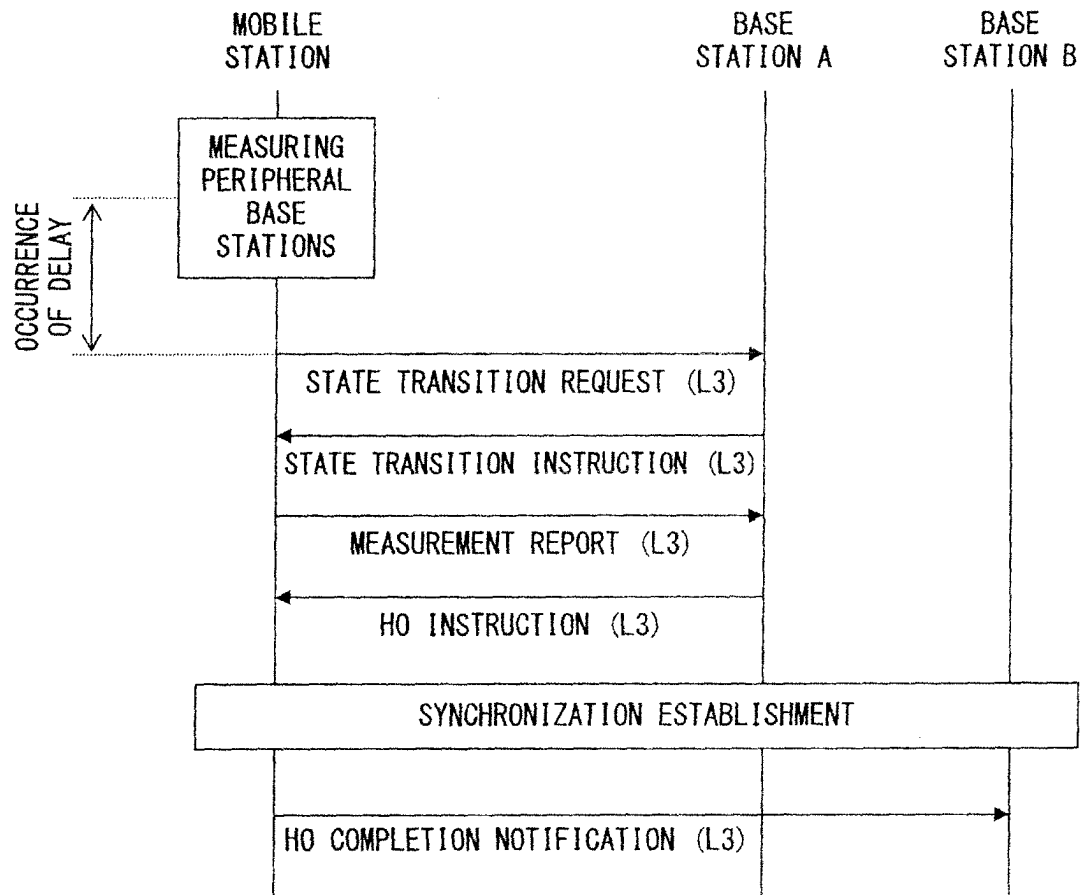 MOBILE
STATION
BASE
STATION A
BASE
STATION B
MEASURING
PERIPHERAL
BASE
STATIONS
OCCURRENCE
OF DELAY
STATE TRANSITION REQUEST (L3)
STATE TRANSITION INSTRUCTION (L3)
MEASUREMENT REPORT (L3)
HO INSTRUCTION (L3)
SYNCHRONIZATION ESTABLISHMENT
HO COMPLETION NOTIFICATION (L3)